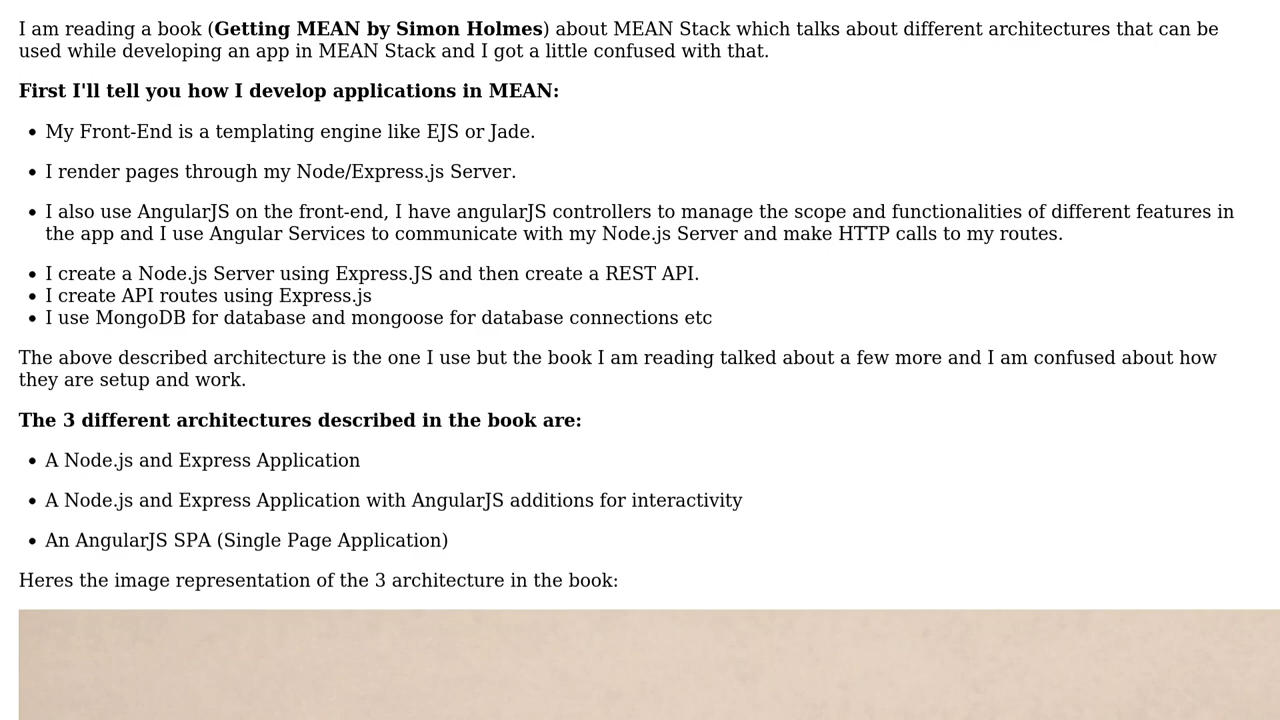 I am reading a book (Getting MEAN by Simon Holmes) about MEAN Stack which talks about different architectures that can be
used while developing an app in MEAN Stack and I got a little confused with that.
First I'll tell you how I develop applications in MEAN:
• My Front-End is a templating engine like EJS or Jade.
• I render pages through my Node/Express.js Server.
• I also use AngularJS on the front-end, I have angularJS controllers to manage the scope and functionalities of different features in
the app and I use Angular Services to communicate with my Node.js Server and make HTTP calls to my routes.
• I create a Node.js Server using Express.JS and then create a REST API.
• I create API routes using Express.js
• I use MongoDB for database and mongoose for database connections etc
The above described architecture is the one I use but the book I am reading talked about a few more and I am confused about how
they are setup and work.
The 3 different architectures described in the book are:
• A Node.js and Express Application
• A Node.js and Express Application with AngularJS additions for interactivity
• An AngularJS SPA (Single Page Application)
Heres the image representation of the 3 architecture in the book: